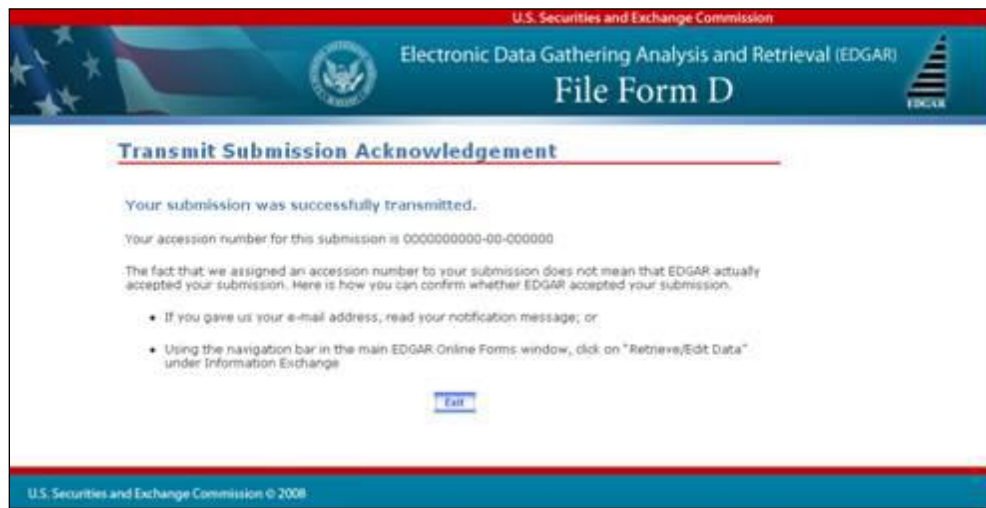 U.S. Securities and Exchange Commission
Electronic Data Gathering Analysis and Retrieval (EDGAR)
File Form D
EDGAR
Transmit Submission Acknowledgement
Your submission was successfully transmitted.
Your accession number for this submission is 0000000000-00-000000
The fact that we assigned an accession number to your submission does not mean that EDGAR actually
accepted your submission. Here is how you can confirm whether EDGAR accepted your submission.
• If you gave us your e-mail address, read your notification message; or
• Using the navigation bar in the main EDGAR Online Forms window, click on "Retrieve/Edit Data"
under Information Exchange
Exit
U.S. Securities and Exchange Commission © 2008